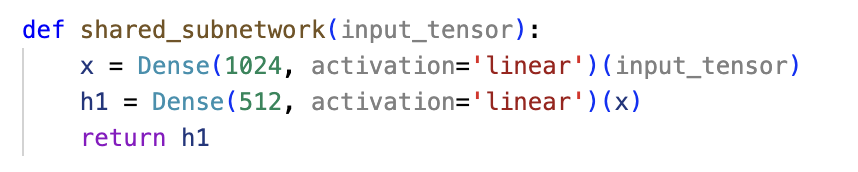 def shared_subnetwork(input_tensor):
    x = Dense(1024, activation='linear')(input_tensor)
    h1 = Dense(512, activation='linear')(x)
    return h1